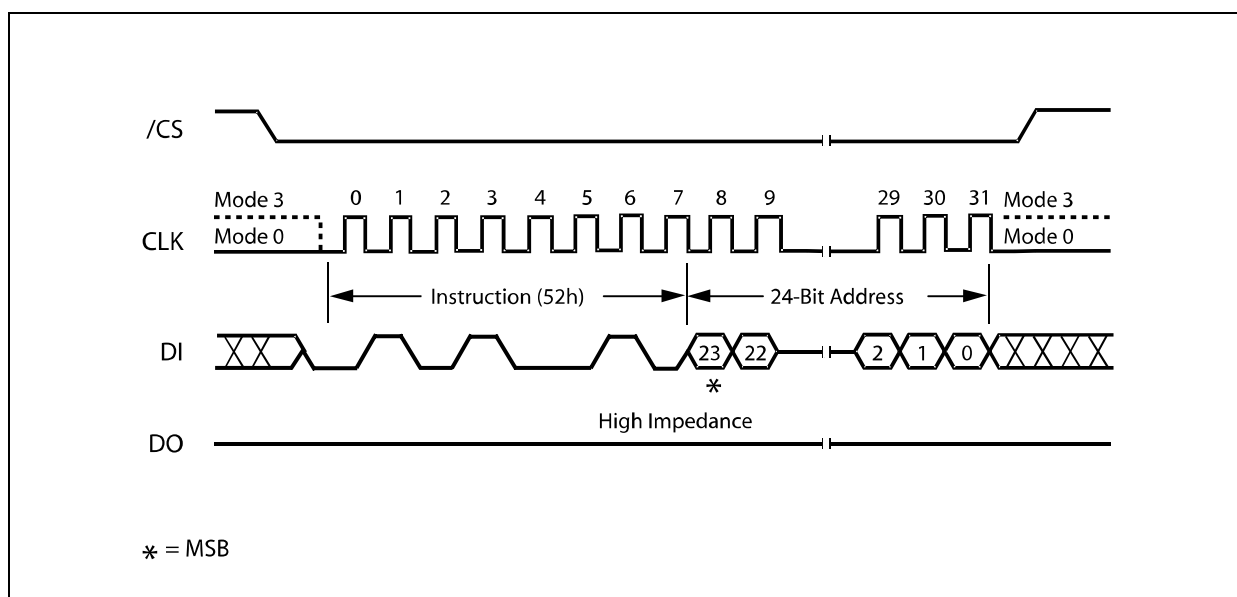 /CS
Mode 3
0 1 2 3 4 5 6 7 8 9 29 30 31
Mode 3
CLK
Mode 0
Mode 0
Instruction (52h)
24-Bit Address
DI
23 22 2 1 0
*
High Impedance
DO
* = MSB